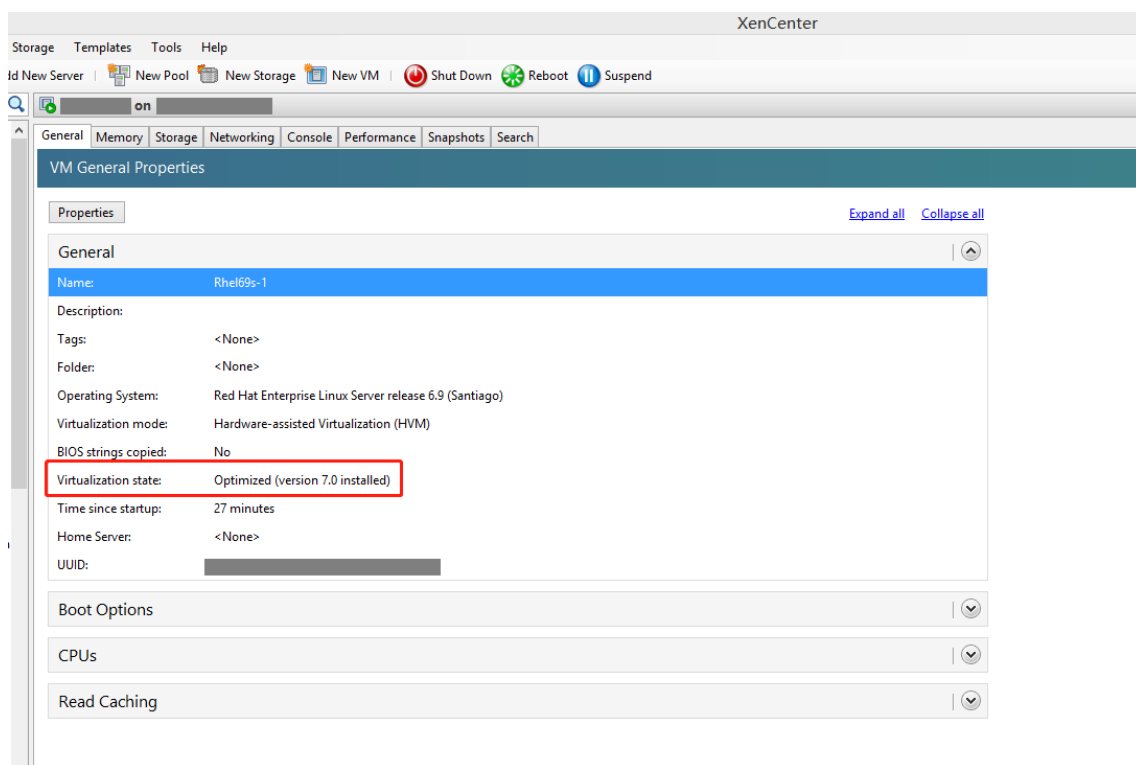 XenCenter
Storage Templates Tools Help
dd New Server New Pool New Storage New VM Shut Down Reboot Suspend
on
General Memory Storage Networking Console Performance Snapshots Search
VM General Properties
Properties Expand all Collapse all
General
Name: Rhel69s-1
Description:
Tags: <None>
Folder: <None>
Operating System: Red Hat Enterprise Linux Server release 6.9 (Santiago)
Virtualization mode: Hardware-assisted Virtualization (HVM)
BIOS strings copied: No
Virtualization state: Optimized (version 7.0 installed)
Time since startup: 27 minutes
Home Server: <None>
UUID:
Boot Options
CPUs
Read Caching